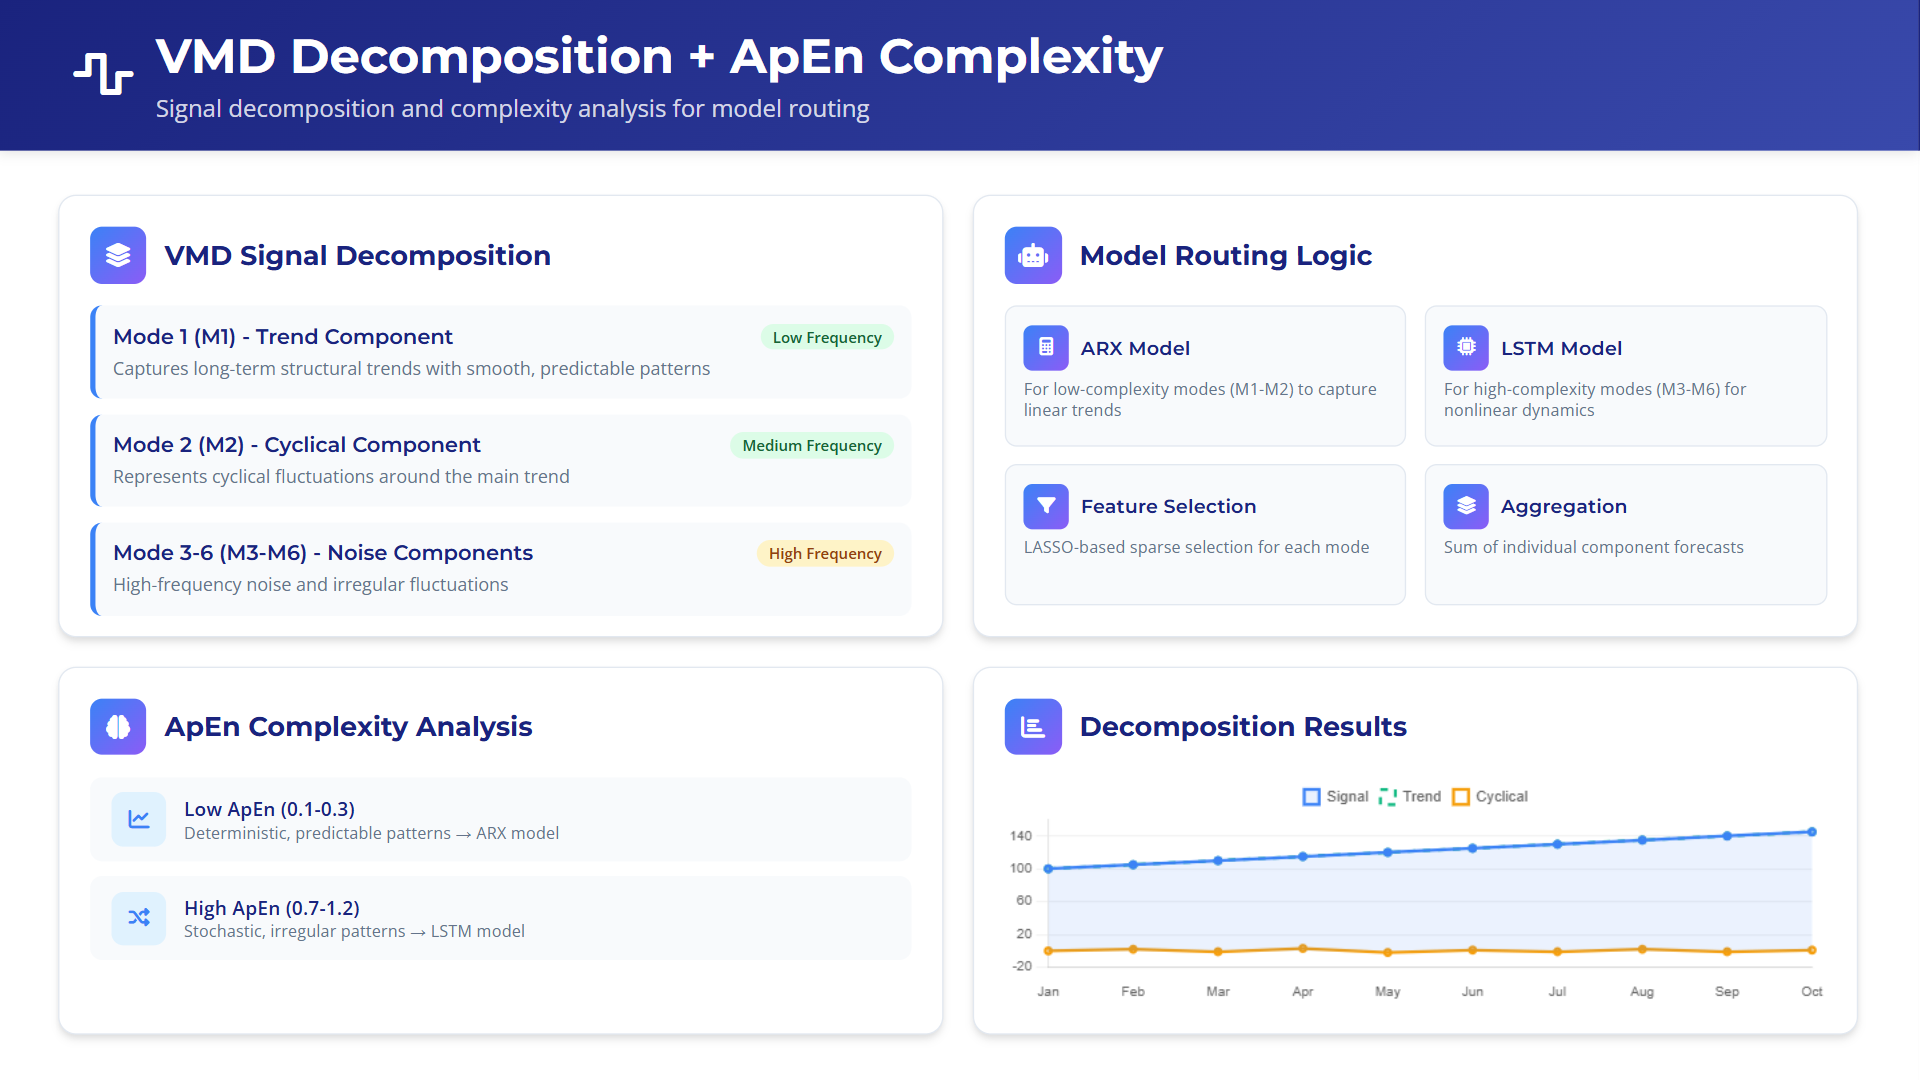 VMD Decomposition + ApEn Complexity
Signal decomposition and complexity analysis for model routing
VMD Signal Decomposition
Mode 1 (M1) - Trend Component
Low Frequency
Captures long-term structural trends with smooth, predictable patterns
Mode 2 (M2) - Cyclical Component
Medium Frequency
Represents cyclical fluctuations around the main trend
Mode 3-6 (M3-M6) - Noise Components
High Frequency
High-frequency noise and irregular fluctuations
Model Routing Logic
ARX Model
For low-complexity modes (M1-M2) to capture
linear trends
LSTM Model
For high-complexity modes (M3-M6) for
nonlinear dynamics
Feature Selection
LASSO-based sparse selection for each mode
Aggregation
Sum of individual component forecasts
ApEn Complexity Analysis
Low ApEn (0.1-0.3)
Deterministic, predictable patterns → ARX model
High ApEn (0.7-1.2)
Stochastic, irregular patterns → LSTM model
Decomposition Results
Signal Trend Cyclical
140
100
60
20
-20
Jan Feb Mar Apr May Jun Jul Aug Sep Oct